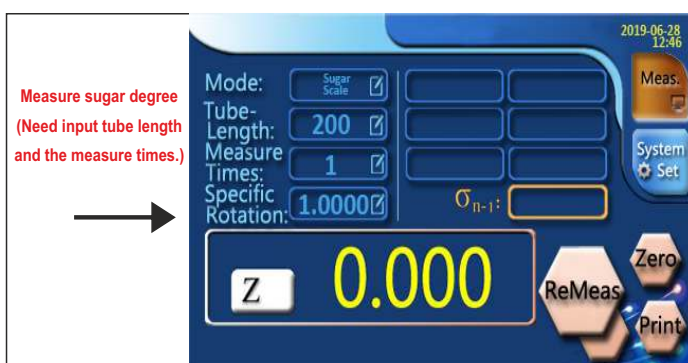 Measure sugar degree
(Need input tube length
and the measure times.)
2019-06-28
12:46
Mode:
Sugar
Scale
Tube-
Length:
200
Measure
Times:
1
Specific
Rotation:
1.0000
σn-1:
Meas.
System
Set
Z
0.000
ReMeas
Zero
Print